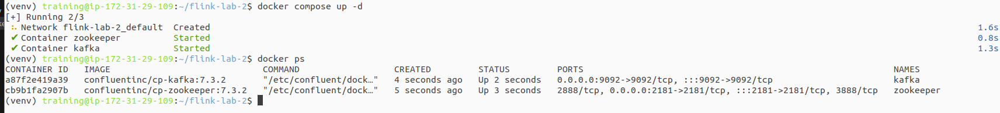 (venv) training@ip-172-31-29-109:~/flink-lab-2$ docker compose up -d
[+] Running 2/3
Network flink-lab-2_default  Created 1.6s
✔ Container zookeeper Started 0.8s
✔ Container kafka Started 1.3s
(venv) training@ip-172-31-29-109:~/flink-lab-2$ docker ps
CONTAINER ID   IMAGE   COMMAND   CREATED   STATUS   PORTS   NAMES
a87f2e419a39   confluentinc/cp-kafka:7.3.2   "/etc/confluent/dock…"   4 seconds ago   Up 2 seconds   0.0.0.0:9092->9092/tcp, :::9092->9092/tcp   kafka
cb9b1fa2907b   confluentinc/cp-zookeeper:7.3.2   "/etc/confluent/dock…"   5 seconds ago   Up 3 seconds   2888/tcp, 0.0.0.0:2181->2181/tcp, :::2181->2181/tcp, 3888/tcp   zookeeper
(venv) training@ip-172-31-29-109:~/flink-lab-2$